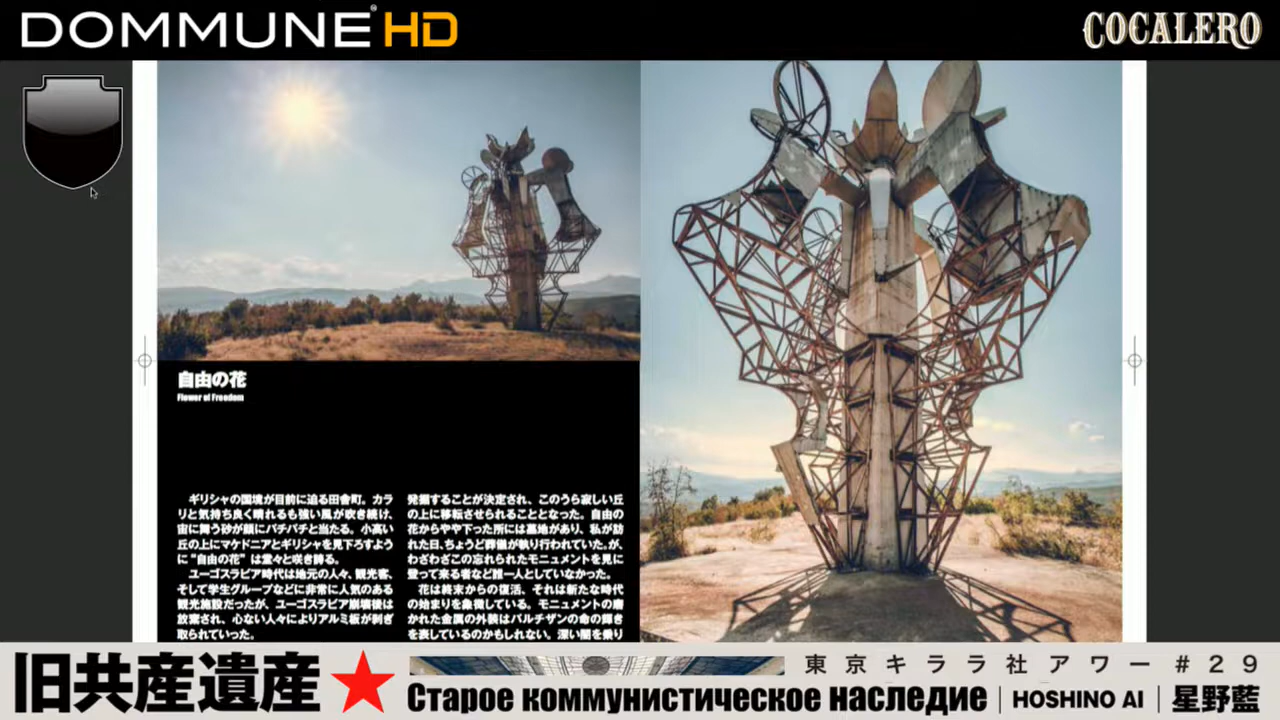 DOMMUNE HD
COCALERO
自由の花
Flower of Freedom
ギリシャの国境が目前に迫る田舎町。カラ
リと気持ち良く晴れるも強い風が吹き続け、
宙に舞う砂が顔にパチパチと当たる。小高い
丘の上にマケドニアとギリシャを見下ろすよう
に“自由の花”は堂々と咲き誇る。
ユーゴスラビア時代は地元の人々、観光客、
そして学生グループなどに非常に人気のある
観光施設だったが、ユーゴスラビア崩壊後は
放棄され、心ない人々によりアルミ板が剥ぎ
取られていった。
発掘することが決定され、このうら寂しい丘
の上に移転させられることとなった。自由の
花からやや下った所には墓地があり、私が訪
れた日、ちょうど葬儀が執り行われていた。が、
わざわざこの忘れられたモニュメントを見に
登って来る者など誰一人としていなかった。
花は終末からの復活、それは新たな時代
の始まりを象徴している。モニュメントの磨
かれた金属の外装はパルチザンの命の輝き
を表しているのかもしれない。深い闇を乗り
旧共産遺産★
東京キララ社アワー#29
Старое коммунистическое наследие | HOSHINO AI | 星野藍